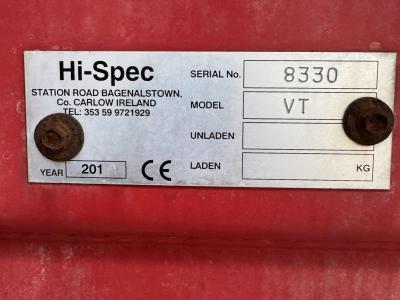 Hi-Spec
STATION ROAD BAGENALSTOWN,
Co. CARLOW IRELAND
TEL: 353 59 9721929
YEAR 201
CE
SERIAL No. 8330
MODEL VT
UNLADEN
LADEN KG